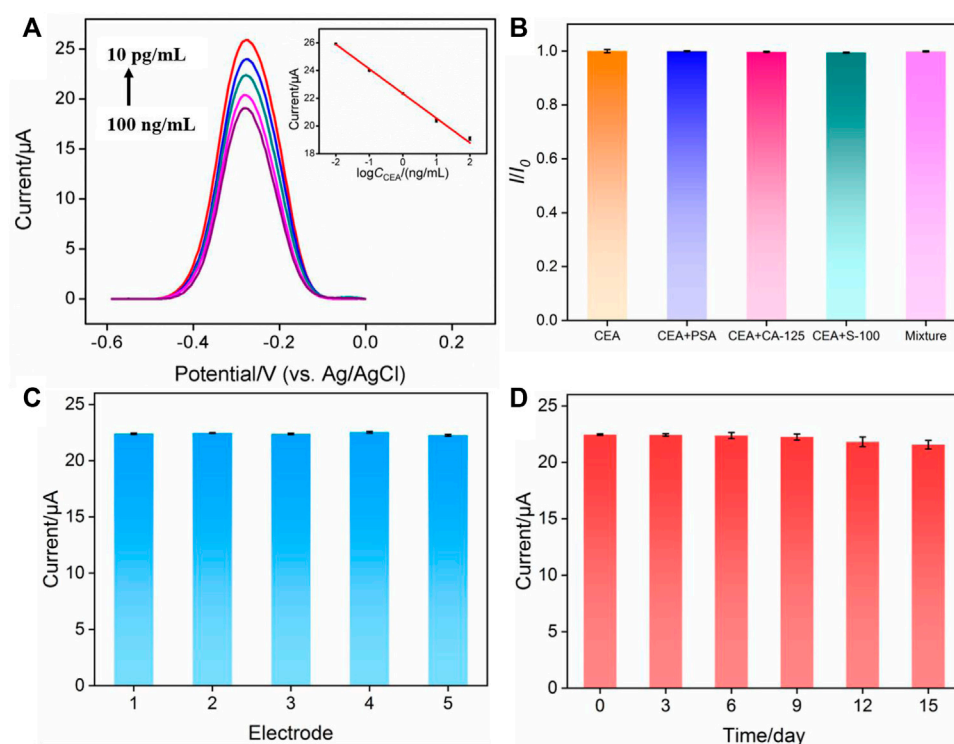 A
10 pg/mL
100 ng/mL
Current/μA
25
20
15
10
5
0
-0.6
-0.4
-0.2
0.0
0.2
Potential/V (vs. Ag/AgCl)
Current/μA
26
24
22
20
18
-2
-1
0
1
2
logC_CEA/(ng/mL)
B
I/I₀
1.0
0.8
0.6
0.4
0.2
0.0
CEA
CEA+PSA
CEA+CA-125
CEA+S-100
Mixture
C
Current/μA
25
20
15
10
5
0
1
2
3
4
5
Electrode
D
Current/μA
25
20
15
10
5
0
0
3
6
9
12
15
Time/day